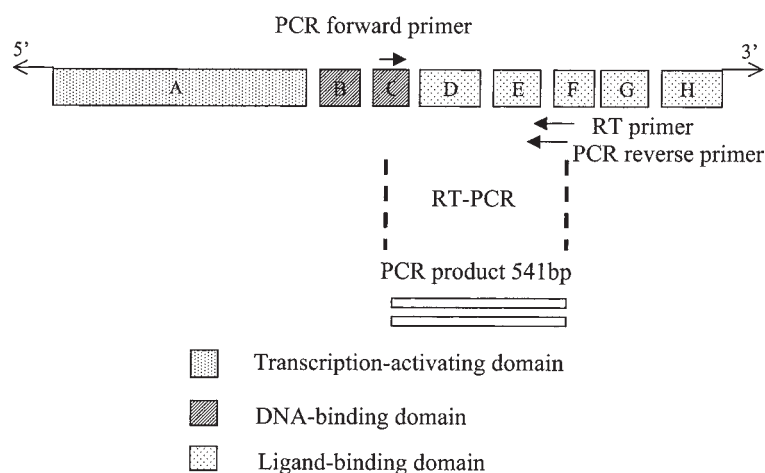 PCR forward primer
5’ 3’
A B C D E F G H
RT primer
PCR reverse primer
RT-PCR
PCR product 541bp
Transcription-activating domain
DNA-binding domain
Ligand-binding domain